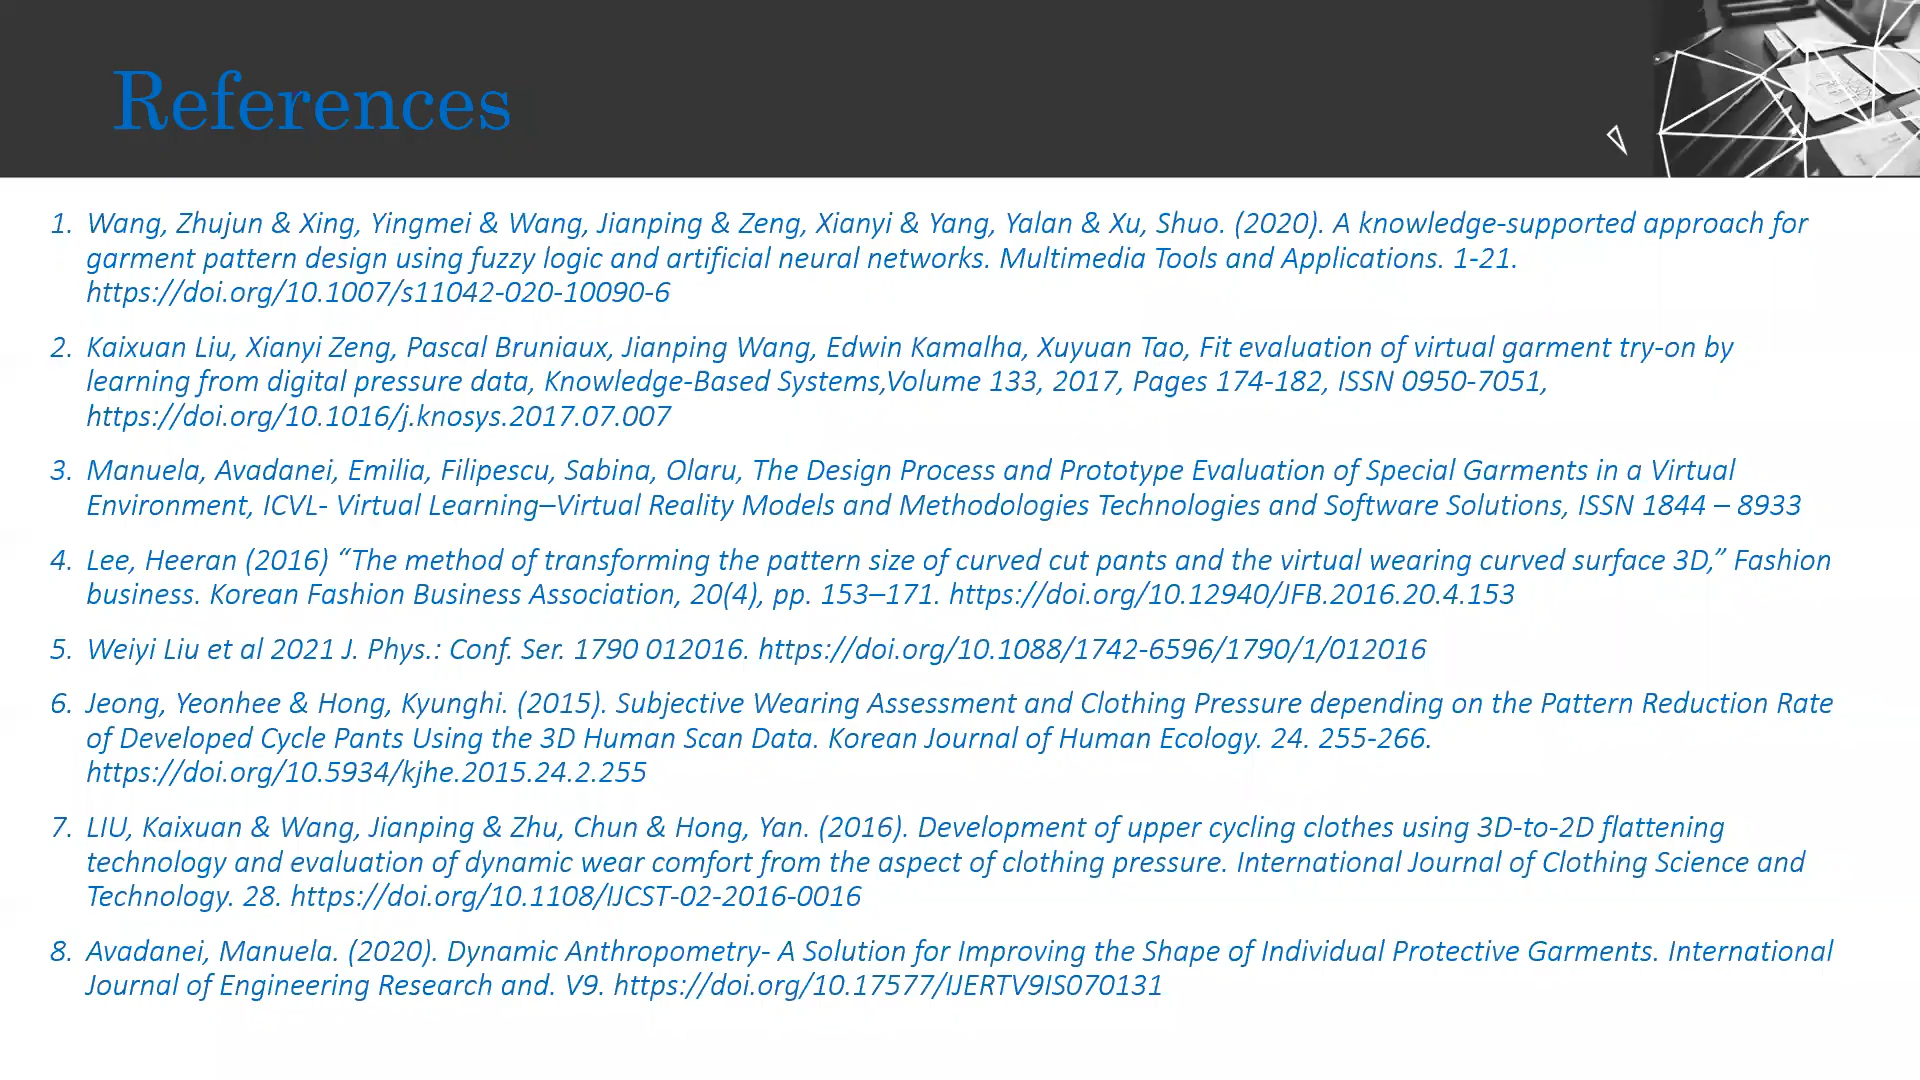 References
1. Wang, Zhujun & Xing, Yingmei & Wang, Jianping & Zeng, Xianyi & Yang, Yalan & Xu, Shuo. (2020). A knowledge-supported approach for
garment pattern design using fuzzy logic and artificial neural networks. Multimedia Tools and Applications. 1-21.
https://doi.org/10.1007/s11042-020-10090-6
2. Kaixuan Liu, Xianyi Zeng, Pascal Bruniaux, Jianping Wang, Edwin Kamalha, Xuyuan Tao, Fit evaluation of virtual garment try-on by
learning from digital pressure data, Knowledge-Based Systems,Volume 133, 2017, Pages 174-182, ISSN 0950-7051,
https://doi.org/10.1016/j.knosys.2017.07.007
3. Manuela, Avadanei, Emilia, Filipescu, Sabina, Olaru, The Design Process and Prototype Evaluation of Special Garments in a Virtual
Environment, ICVL- Virtual Learning–Virtual Reality Models and Methodologies Technologies and Software Solutions, ISSN 1844 – 8933
4. Lee, Heeran (2016) “The method of transforming the pattern size of curved cut pants and the virtual wearing curved surface 3D,” Fashion
business. Korean Fashion Business Association, 20(4), pp. 153–171. https://doi.org/10.12940/JFB.2016.20.4.153
5. Weiyi Liu et al 2021 J. Phys.: Conf. Ser. 1790 012016. https://doi.org/10.1088/1742-6596/1790/1/012016
6. Jeong, Yeonhee & Hong, Kyunghi. (2015). Subjective Wearing Assessment and Clothing Pressure depending on the Pattern Reduction Rate
of Developed Cycle Pants Using the 3D Human Scan Data. Korean Journal of Human Ecology. 24. 255-266.
https://doi.org/10.5934/kjhe.2015.24.2.255
7. LIU, Kaixuan & Wang, Jianping & Zhu, Chun & Hong, Yan. (2016). Development of upper cycling clothes using 3D-to-2D flattening
technology and evaluation of dynamic wear comfort from the aspect of clothing pressure. International Journal of Clothing Science and
Technology. 28. https://doi.org/10.1108/IJCST-02-2016-0016
8. Avadanei, Manuela. (2020). Dynamic Anthropometry- A Solution for Improving the Shape of Individual Protective Garments. International
Journal of Engineering Research and. V9. https://doi.org/10.17577/IJERTV9IS070131